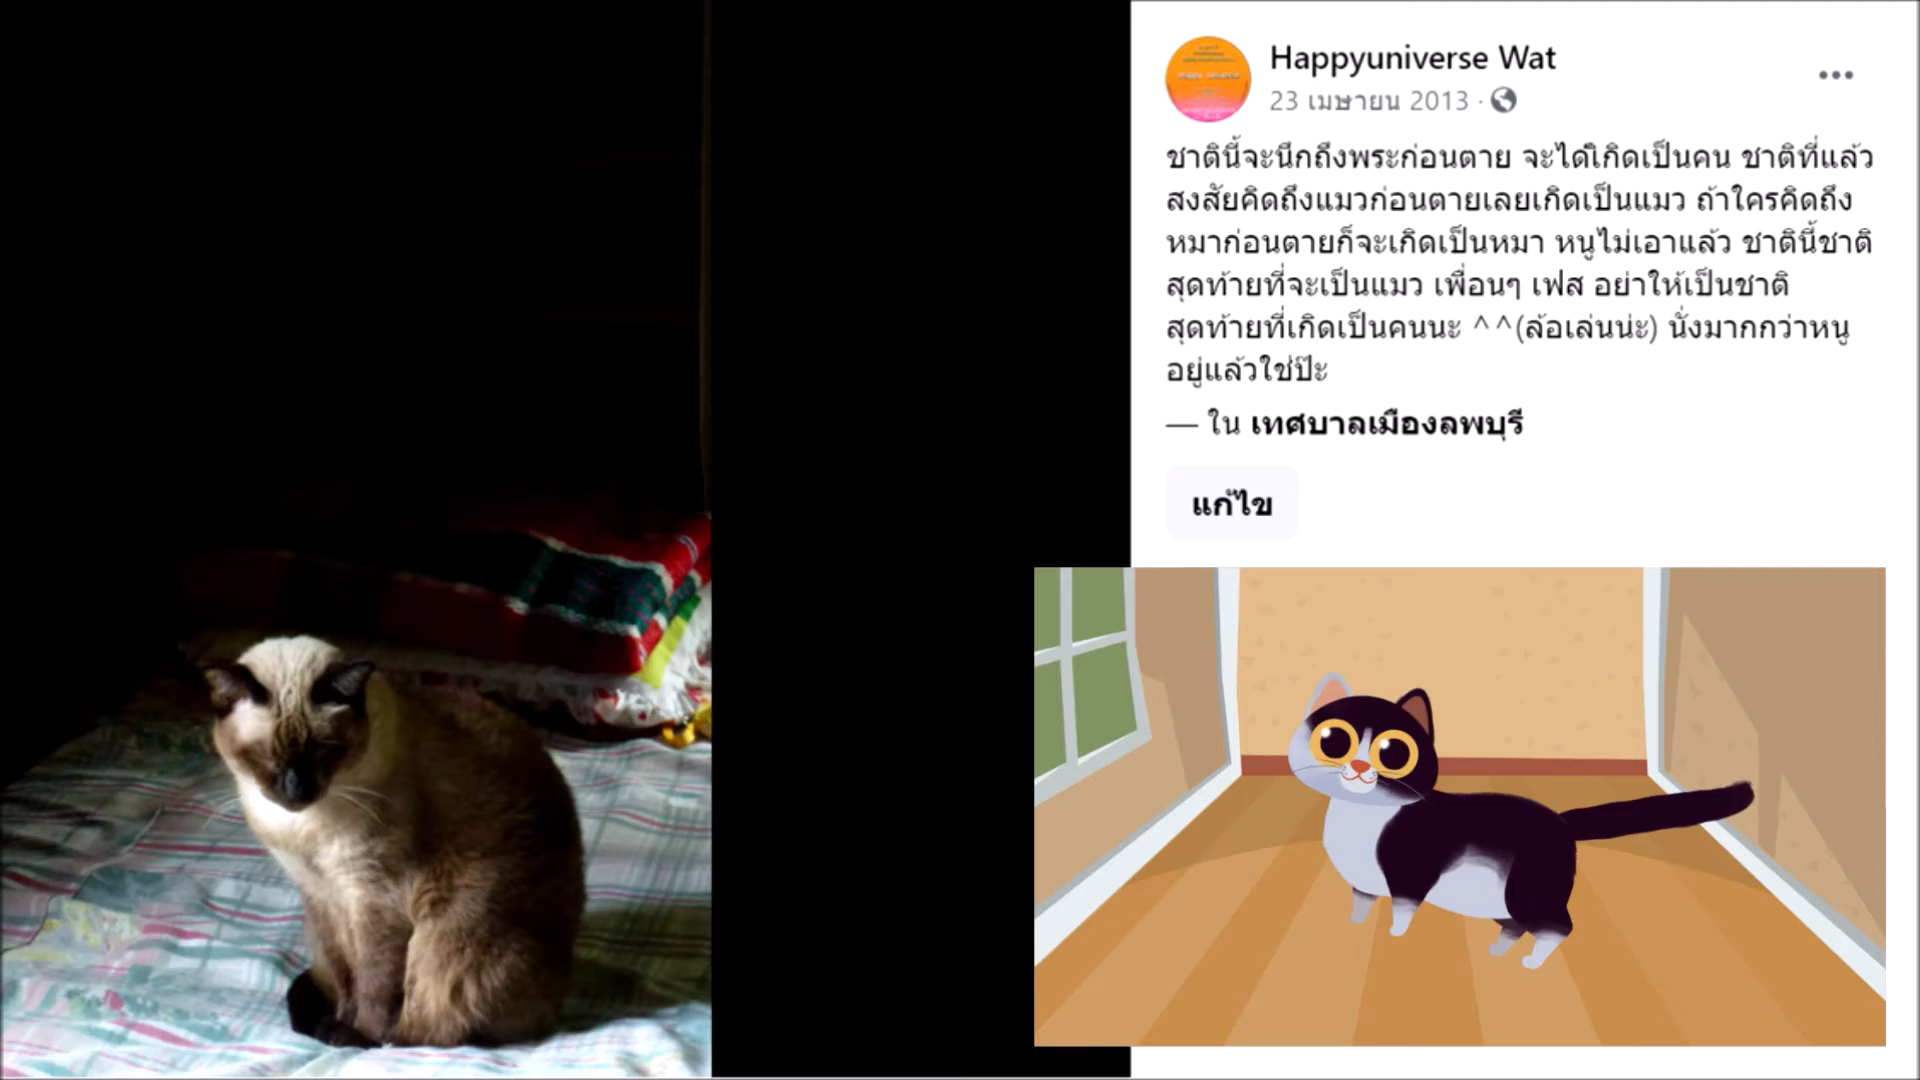 Happyuniverse Wat
23 เมษายน 2013 ·
ชาตินี้จะนึกถึงพระก่อนตาย จะได้เกิดเป็นคน ชาติที่แล้ว
สงสัยคิดถึงแมวก่อนตายเลยเกิดเป็นแมว ถ้าใครคิดถึง
หมาก่อนตายก็จะเกิดเป็นหมา หนูไม่เอาแล้ว ชาตินี้ชาติ
สุดท้ายที่จะเป็นแมว เพื่อนๆ เฟส อย่าให้เป็นชาติ
สุดท้ายที่เกิดเป็นคนนะ ^^(ล้อเล่นน่ะ) นั่งมากกว่าหนู
อยู่แล้วใช่ป๊ะ
— ใน เทศบาลเมืองลพบุรี
แก้ไข